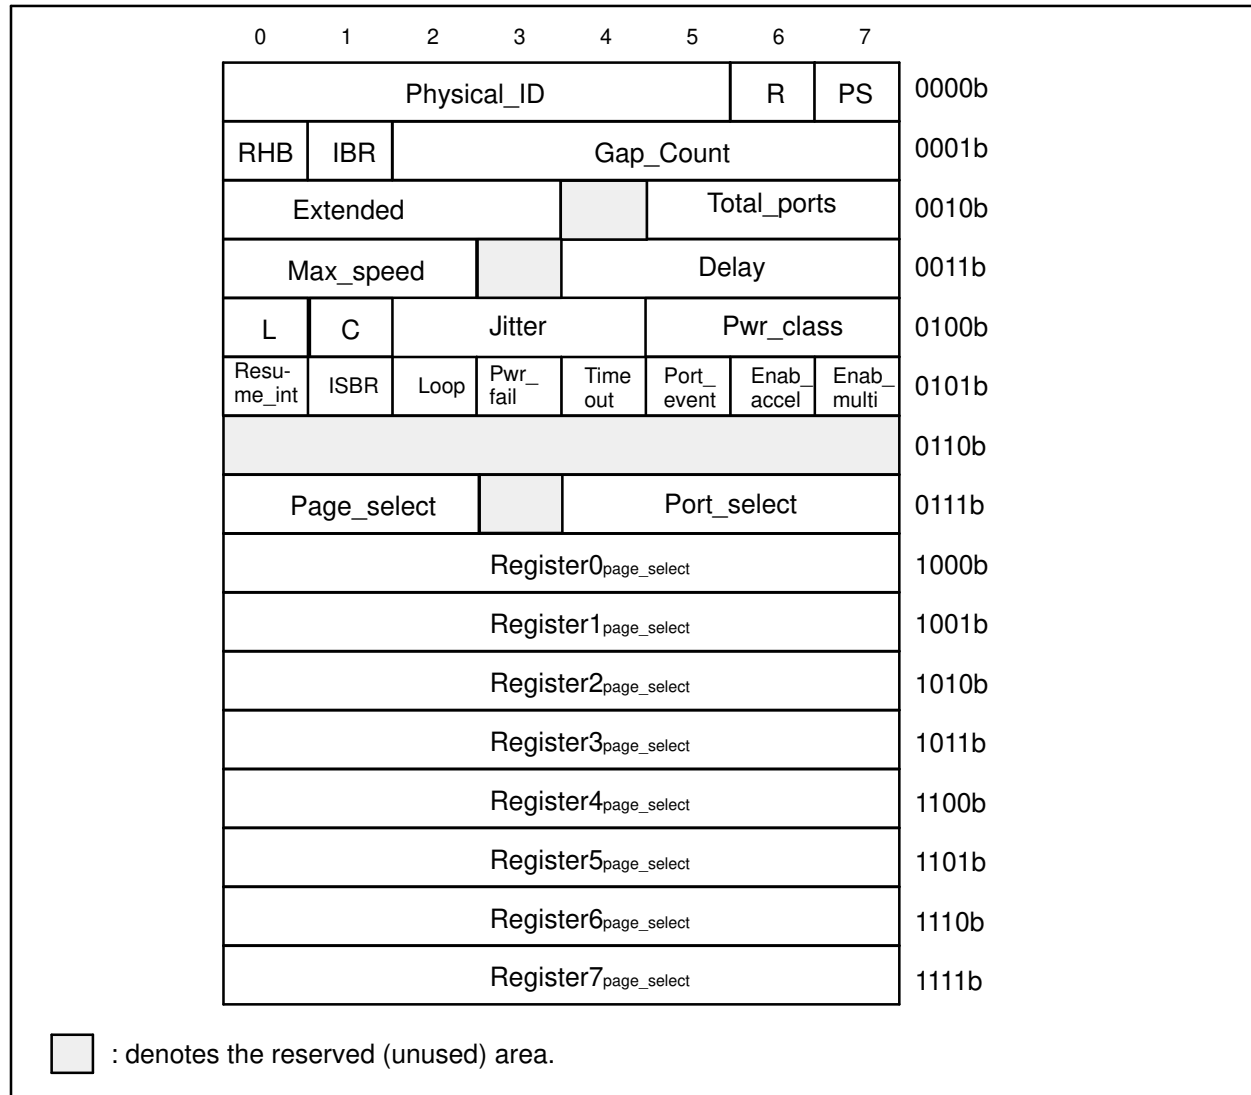 0 1 2 3 4 5 6 7
Physical_ID R PS 0000b
RHB IBR Gap_Count 0001b
Extended Total_ports 0010b
Max_speed Delay 0011b
L C Jitter Pwr_class 0100b
Resu- Pwr_ Time Port_ Enab_ Enab_
me_int ISBR Loop fail out event accel multi 0101b
0110b
Page_select Port_select 0111b
Register0page_select 1000b
Register1page_select 1001b
Register2page_select 1010b
Register3page_select 1011b
Register4page_select 1100b
Register5page_select 1101b
Register6page_select 1110b
Register7page_select 1111b
: denotes the reserved (unused) area.